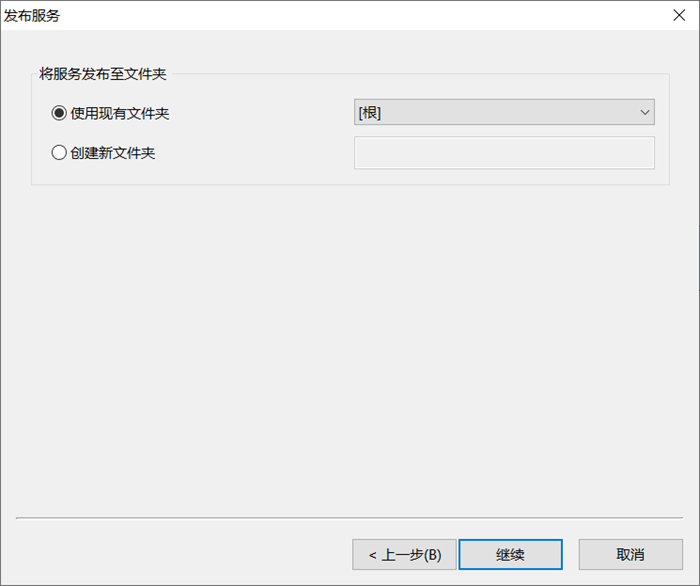 发布服务
将服务发布至文件夹
使用现有文件夹
[根]
创建新文件夹
< 上一步(B)
继续
取消